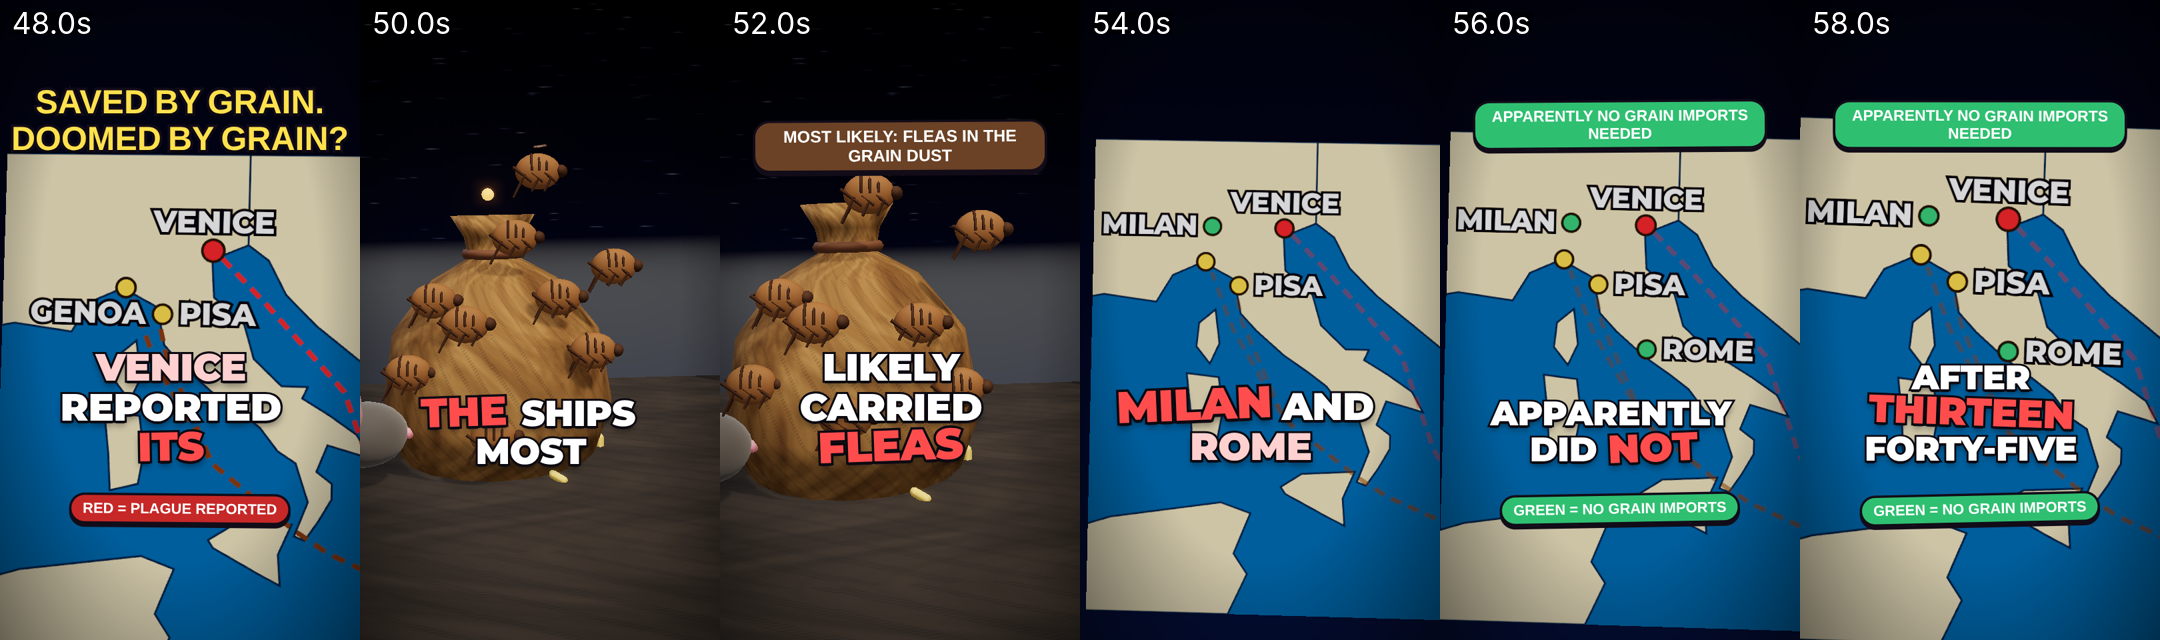 48.0s
SAVED BY GRAIN.
DOOMED BY GRAIN?
VENICE
GENOA
PISA
VENICE
REPORTED
ITS
RED = PLAGUE REPORTED
50.0s
THE SHIPS
MOST
52.0s
MOST LIKELY: FLEAS IN THE
GRAIN DUST
LIKELY
CARRIED
FLEAS
54.0s
VENICE
MILAN
PISA
MILAN AND
ROME
56.0s
APPARENTLY NO GRAIN IMPORTS
NEEDED
VENICE
MILAN
PISA
ROME
APPARENTLY
DID NOT
GREEN = NO GRAIN IMPORTS
58.0s
APPARENTLY NO GRAIN IMPORTS
NEEDED
VENICE
MILAN
PISA
ROME
AFTER
THIRTEEN
FORTY-FIVE
GREEN = NO GRAIN IMPORTS